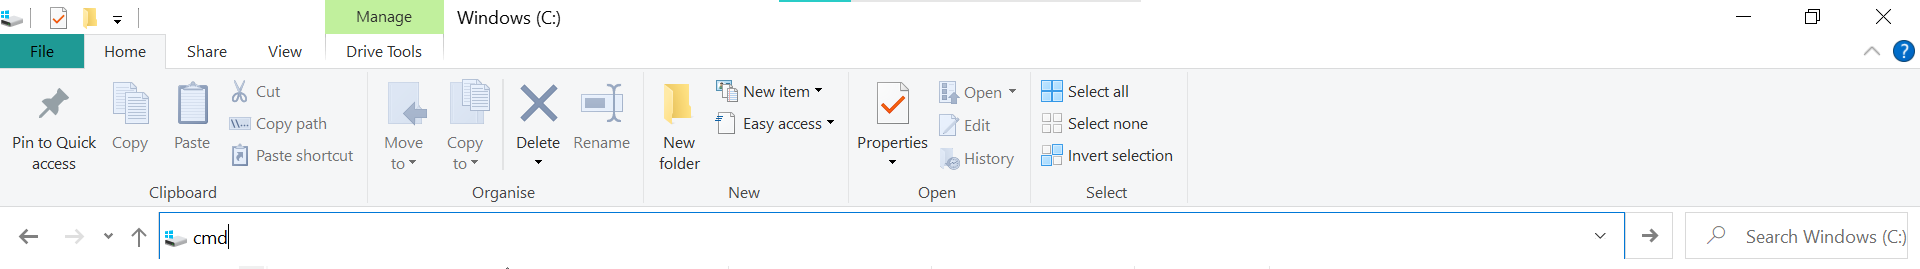 Manage
Windows (C:)
File
Home
Share
View
Drive Tools
Pin to Quick
access
Copy
Paste
Cut
Copy path
Paste shortcut
Clipboard
Move
to
Copy
to
Delete
Rename
Organise
New
folder
New item
Easy access
New
Properties
Open
Edit
History
Open
Select all
Select none
Invert selection
Select
cmd
Search Windows (C:)